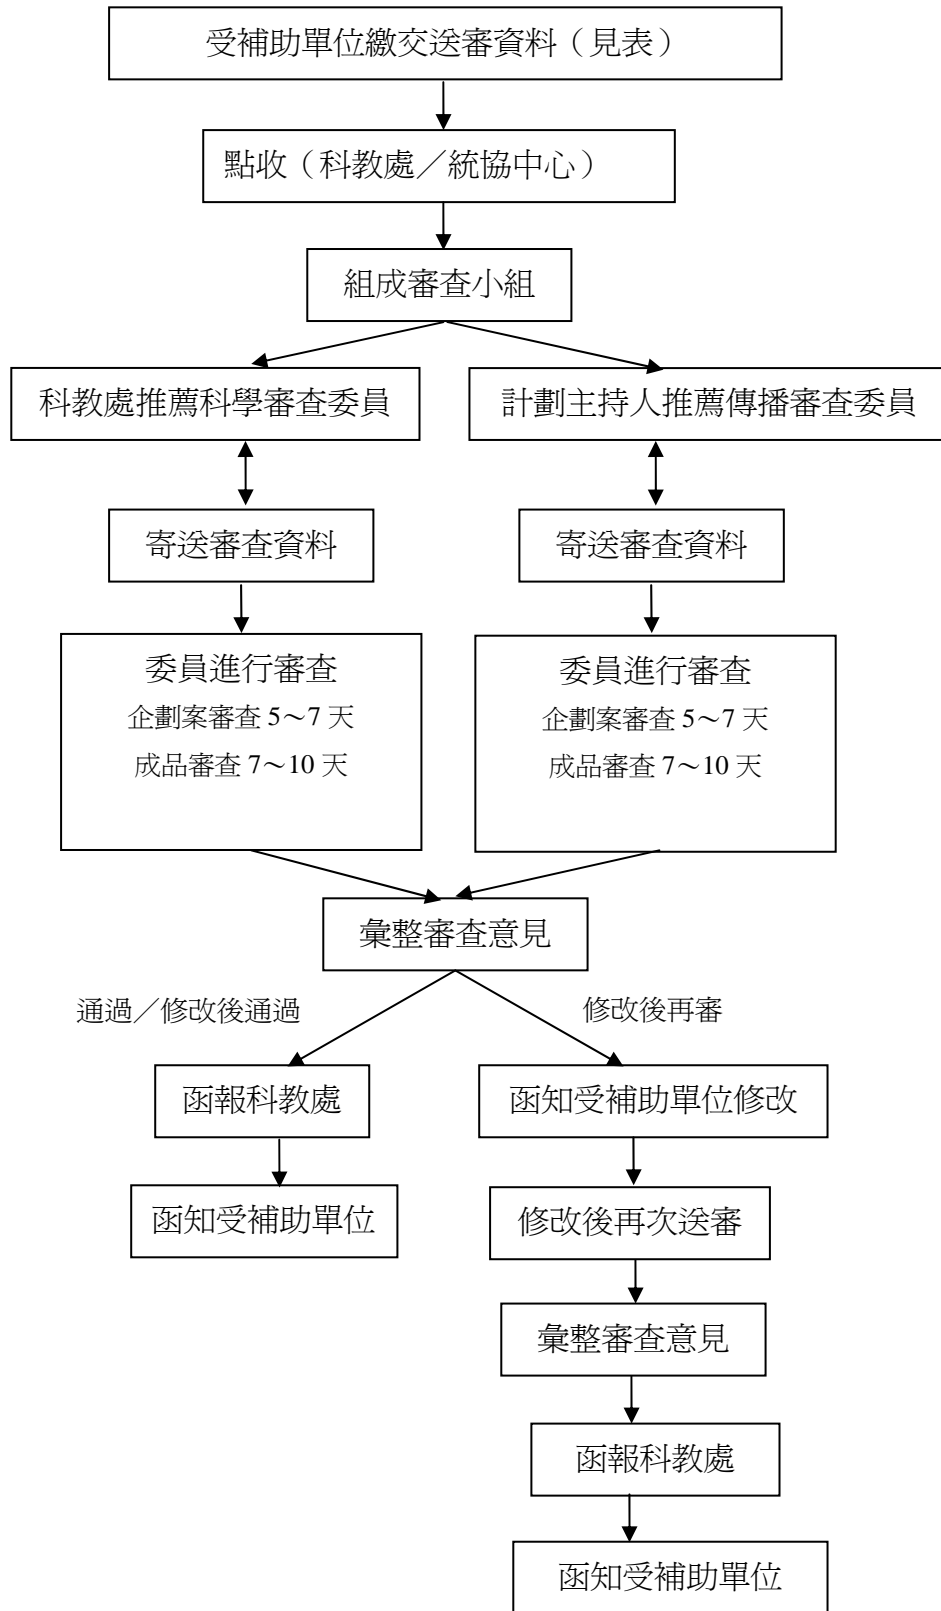 受補助單位繳交送審資料（見表）
點收（科教處／統協中心）
組成審查小組
科教處推薦科學審查委員
計劃主持人推薦傳播審查委員
寄送審查資料
寄送審查資料
委員進行審查
企劃案審查 5～7 天
成品審查 7～10 天
委員進行審查
企劃案審查 5～7 天
成品審查 7～10 天
彙整審查意見
通過／修改後通過
修改後再審
函報科教處
函知受補助單位修改
函知受補助單位
修改後再次送審
彙整審查意見
函報科教處
函知受補助單位